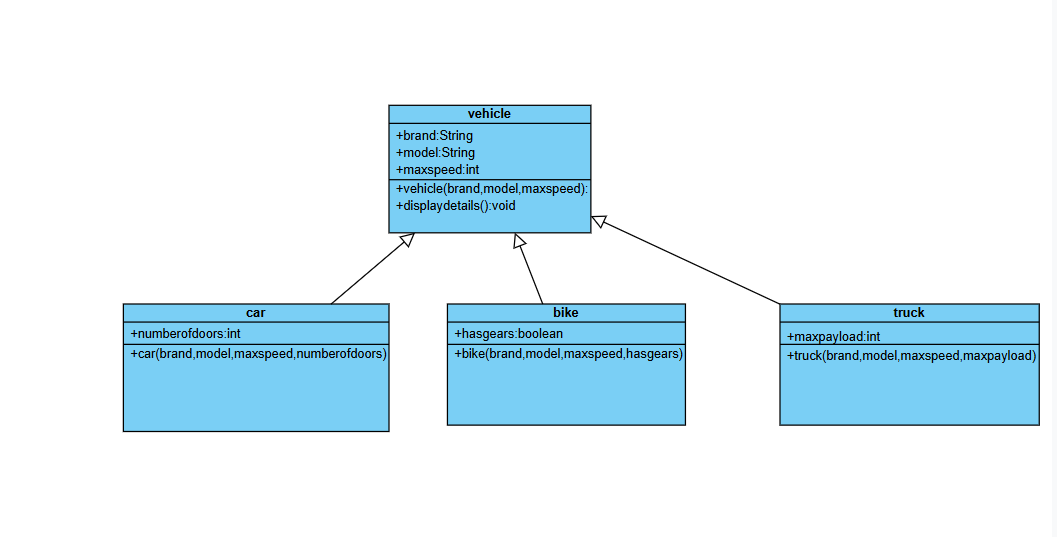 vehicle
+brand:String
+model:String
+maxspeed:int
+vehicle(brand,model,maxspeed):
+displaydetails():void
car
+numberofdoors:int
+car(brand,model,maxspeed,numberofdoors)
bike
+hasgears:boolean
+bike(brand,model,maxspeed,hasgears)
truck
+maxpayload:int
+truck(brand,model,maxspeed,maxpayload)